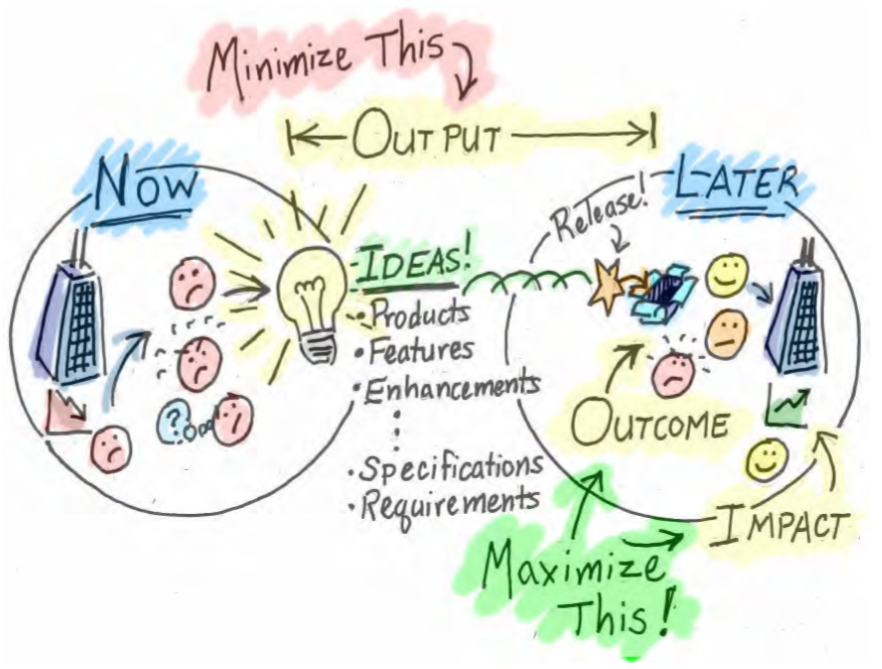 Minimize This
OUTPUT
NOW
LATER
Release!
IDEAS!
• Products
• Features
• Enhancements
• Specifications
• Requirements
?
OUTCOME
IMPACT
Maximize
This!